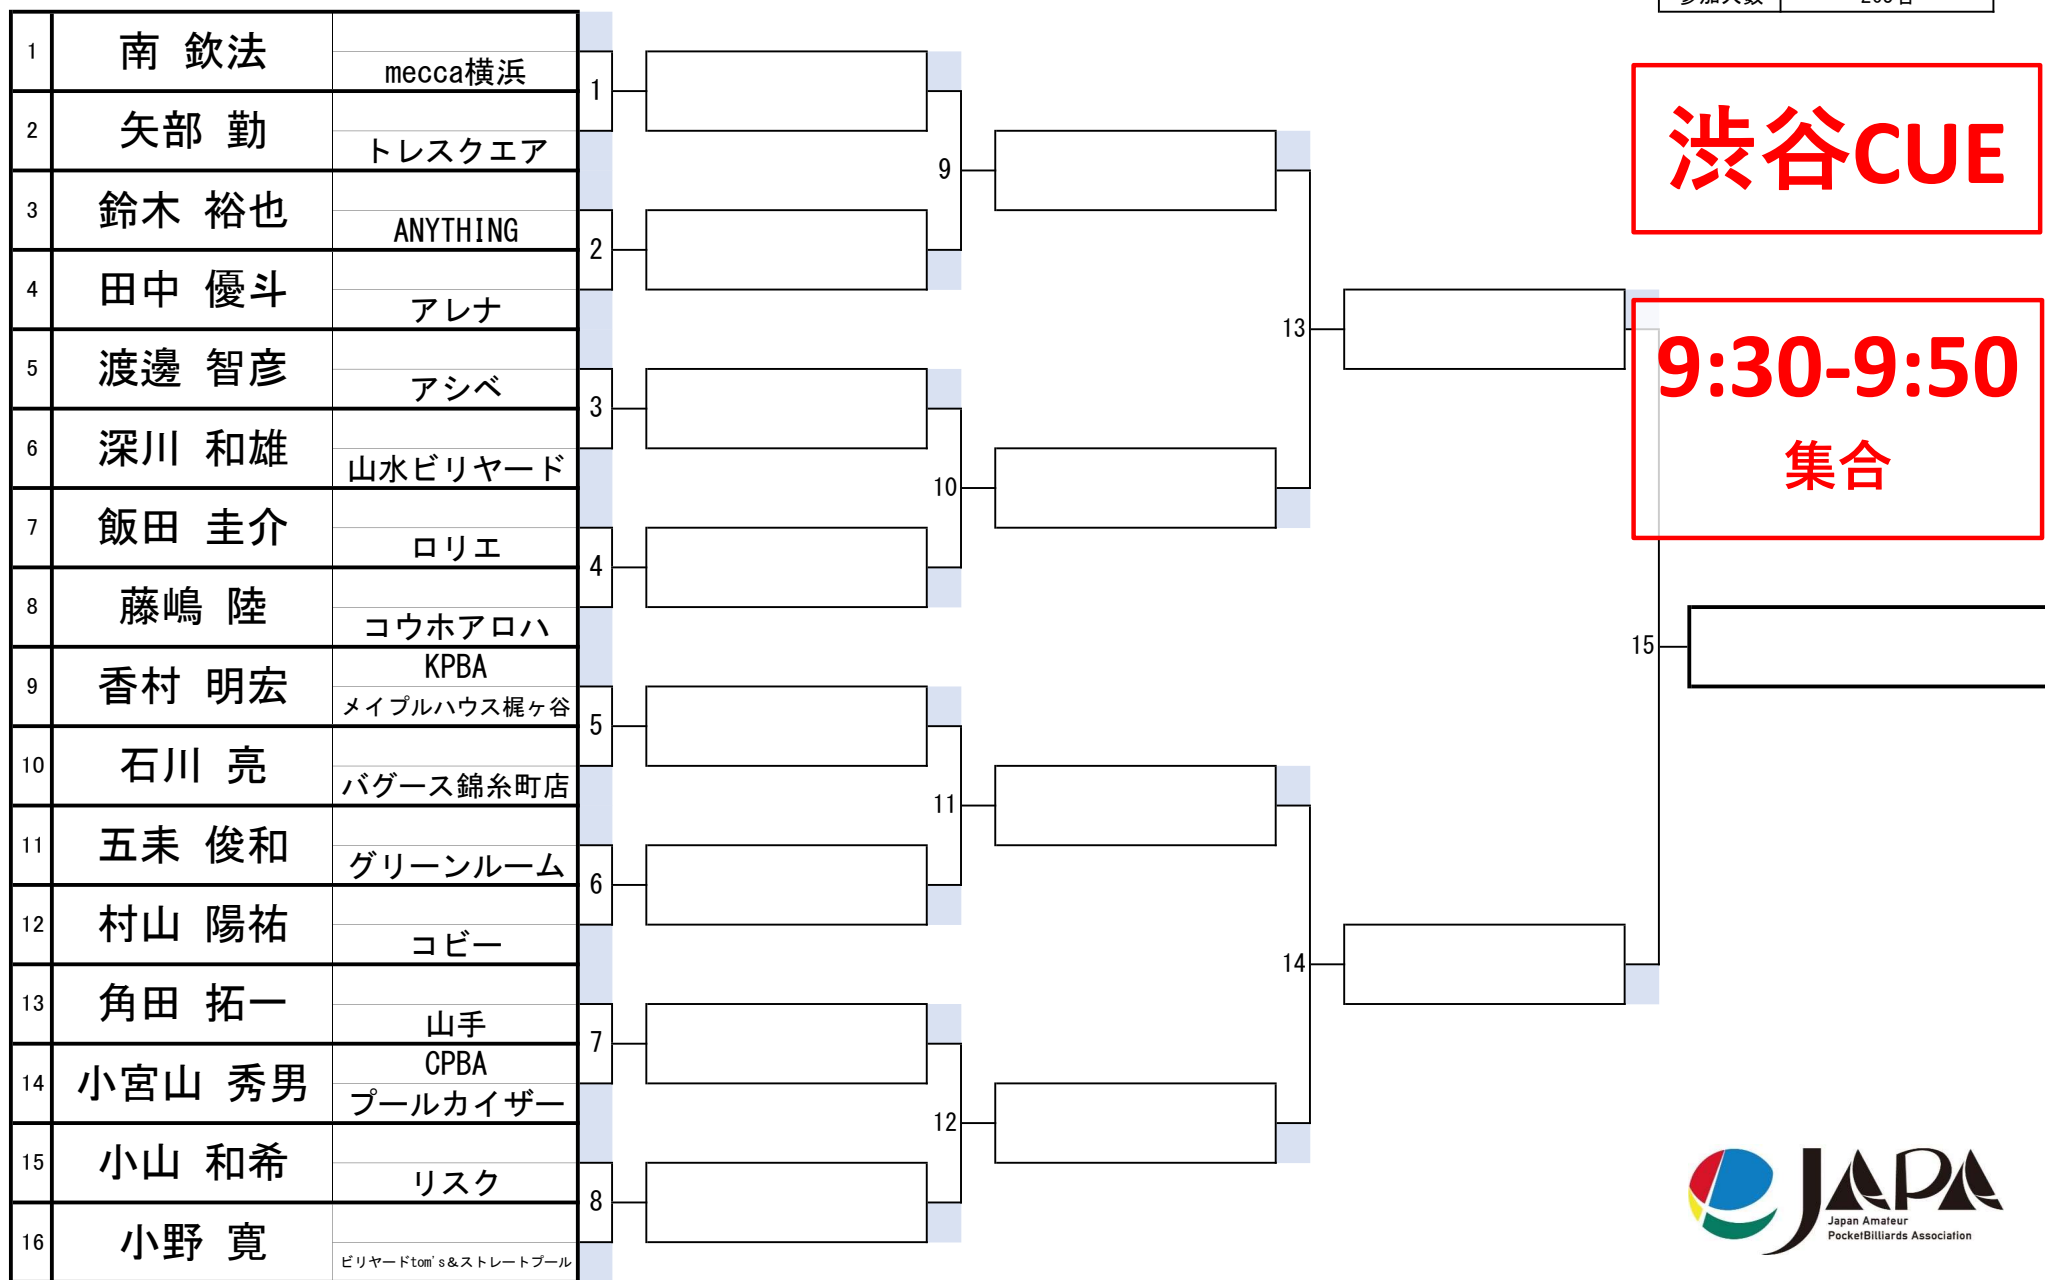 1 南 欽法 mecca横浜
2 矢部 勤 トレスクエア
3 鈴木 裕也 ANYTHING
4 田中 優斗 アレナ
5 渡邊 智彦 アシベ
6 深川 和雄 山水ビリヤード
7 飯田 圭介 ロリエ
8 藤嶋 陸 コウホアロハ
9 香村 明宏 KPBA
メイプルハウス梶ヶ谷
10 石川 亮 バグース錦糸町店
11 五耒 俊和 グリーンルーム
12 村山 陽祐 コビー
13 角田 拓一 山手
14 小宮山 秀男 CPBA
プールカイザー
15 小山 和希 リスク
16 小野 寛 ビリヤードtom's&ストレートプール
1
2
3
4
5
6
7
8
9
10
11
12
13
14
15
参加人数
渋谷CUE
9:30-9:50
集合
JAPA
Japan Amateur
PocketBilliards Association